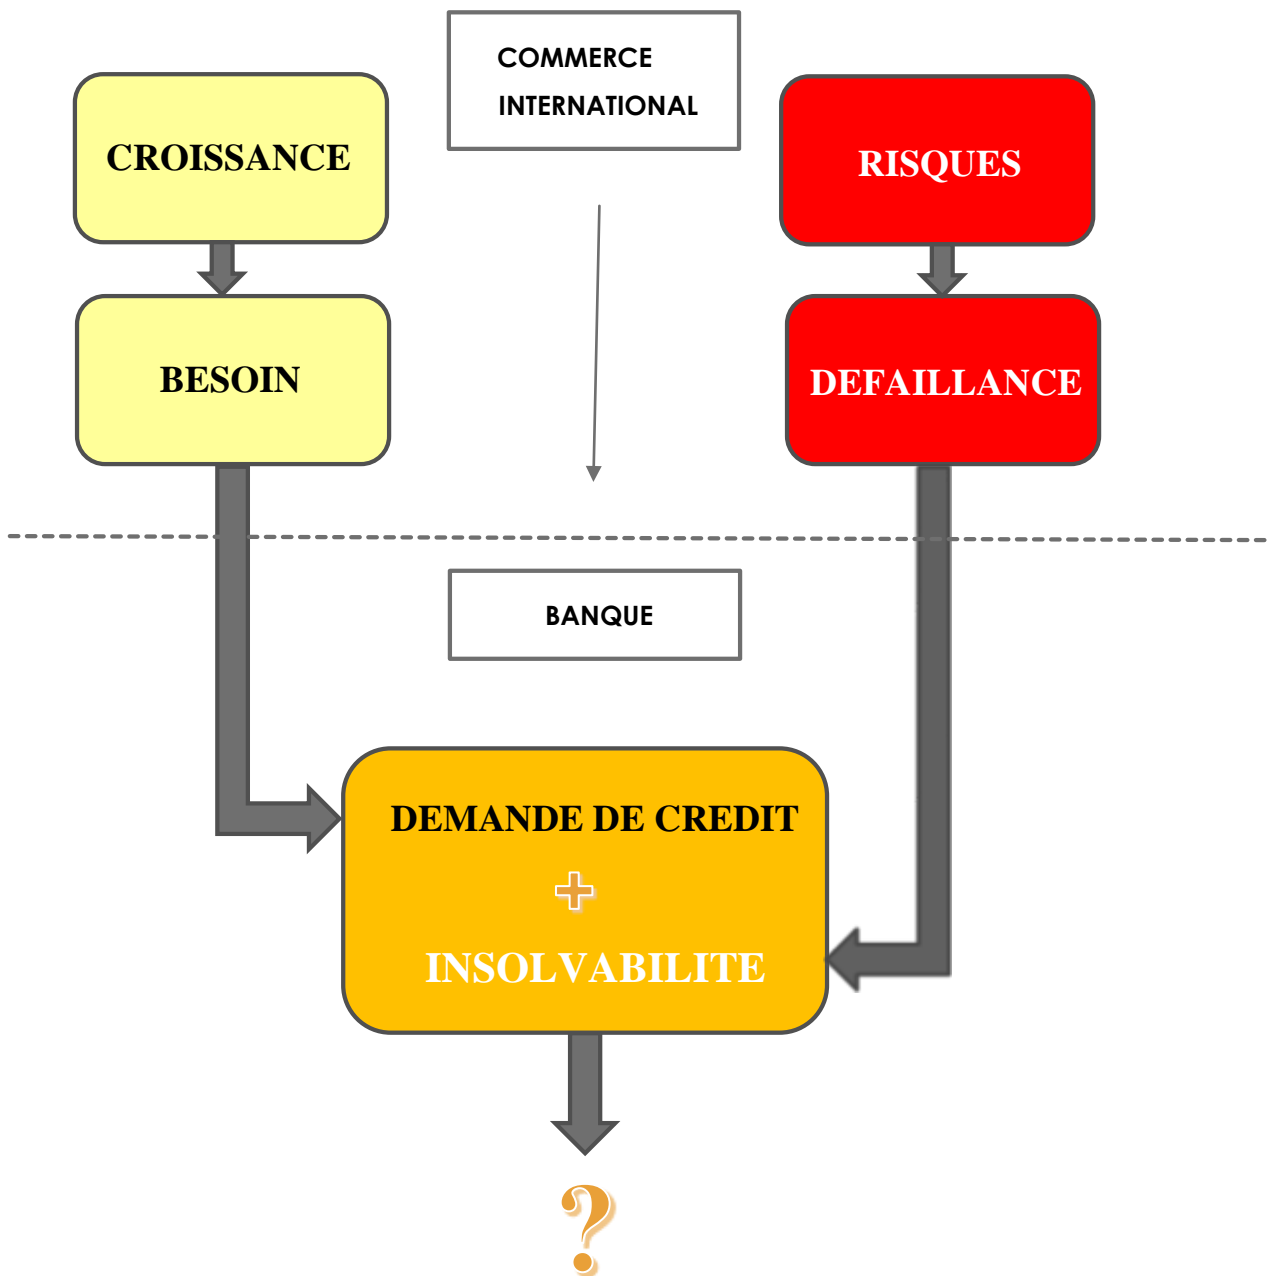 COMMERCE
INTERNATIONAL
CROISSANCE
RISQUES
BESOIN
DEFAILLANCE
BANQUE
DEMANDE DE CREDIT
+
INSOLVABILITE
?